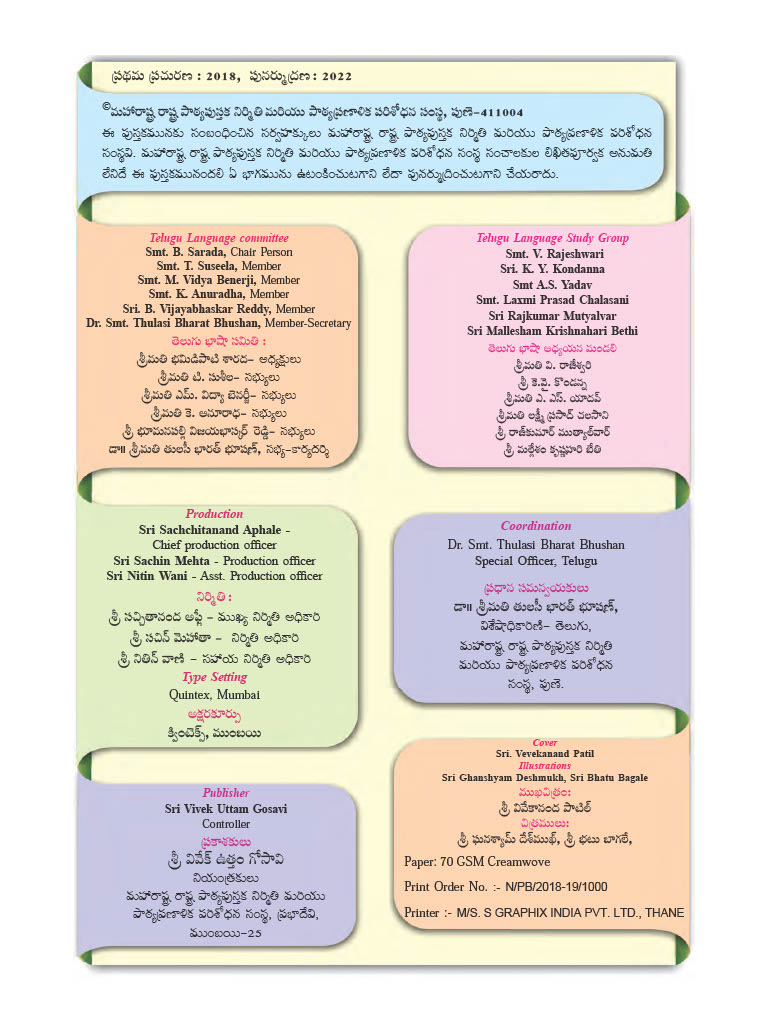 ప్రథమ ప్రచురణ : 2018, పునర్ముద్రణ : 2022
©మహారాష్ట్ర రాష్ట్ర పాఠ్యపుస్తక నిర్మితి మరియు పాఠ్యప్రణాళిక పరిశోధన సంస్థ, పుణె-411004
ఈ పుస్తకమునకు సంబంధించిన సర్వహక్కులు మహారాష్ట్ర రాష్ట్ర పాఠ్యపుస్తక నిర్మితి మరియు పాఠ్యప్రణాళిక పరిశోధన
సంస్థవి. మహారాష్ట్ర రాష్ట్ర పాఠ్యపుస్తక నిర్మితి మరియు పాఠ్యప్రణాళిక పరిశోధన సంస్థ సంచాలకుల లిఖితపూర్వక అనుమతి
లేనిదే ఈ పుస్తకమునందలి ఏ భాగమును ఉటంకించుటగాని లేదా పునర్ముద్రించుటగాని చేయరాదు.
Telugu Language committee
Smt. B. Sarada, Chair Person
Smt. T. Suseela, Member
Smt. M. Vidya Benerji, Member
Smt. K. Anuradha, Member
Sri. B. Vijayabhaskar Reddy, Member
Dr. Smt. Thulasi Bharat Bhushan, Member-Secretary
తెలుగు భాషా సమితి :
శ్రీమతి భమిడిపాటి శారద- అధ్యక్షులు
శ్రీమతి టి. సుశీల- సభ్యులు
శ్రీమతి ఎమ్. విద్యా బెనర్జీ- సభ్యులు
శ్రీమతి కె. అనూరాధ- సభ్యులు
శ్రీ భూమనపల్లి విజయభాస్కర్ రెడ్డి- సభ్యులు
డా॥ శ్రీమతి తులసీ భారత్ భూషణ్, సభ్య-కార్యదర్శి
Telugu Language Study Group
Smt. V. Rajeshwari
Sri. K. Y. Kondanna
Smt A.S. Yadav
Smt. Laxmi Prasad Chalasani
Sri Rajkumar Mutyalvar
Sri Mallesham Krishnahari Bethi
తెలుగు భాషా అధ్యయన మండలి
శ్రీమతి వి. రాజేశ్వరి
శ్రీ కె.వై. కొండన్న
శ్రీమతి ఎ. ఎస్. యాదవ్
శ్రీమతి లక్ష్మీ ప్రసాద్ చలసాని
శ్రీ రాజ్‌కుమార్ ముత్యాల్‌వార్
శ్రీ మల్లేశం కృష్ణహరి బేతి
Production
Sri Sachchitanand Aphale -
Chief production officer
Sri Sachin Mehta - Production officer
Sri Nitin Wani - Asst. Production officer
నిర్మితి :
శ్రీ సచ్చితానంద అఫ్లే - ముఖ్య నిర్మితి అధికారి
శ్రీ సచిన్ మెహాతా - నిర్మితి అధికారి
శ్రీ నితిన్ వాణి - సహాయ నిర్మితి అధికారి
Type Setting
Quintex, Mumbai
అక్షరకూర్పు
క్వింటెక్స్, ముంబయి
Coordination
Dr. Smt. Thulasi Bharat Bhushan
Special Officer, Telugu
ప్రధాన సమన్వయకులు
డా॥ శ్రీమతి తులసీ భారత్ భూషణ్,
విశేషాధికారిణి- తెలుగు,
మహారాష్ట్ర రాష్ట్ర పాఠ్యపుస్తక నిర్మితి
మరియు పాఠ్యప్రణాళిక పరిశోధన
సంస్థ, పుణె.
Publisher
Sri Vivek Uttam Gosavi
Controller
ప్రకాశకులు
శ్రీ వివేక్ ఉత్తం గోసావి
నియంత్రకులు
మహారాష్ట్ర రాష్ట్ర పాఠ్యపుస్తక నిర్మితి మరియు
పాఠ్యప్రణాళిక పరిశోధన సంస్థ, ప్రభాదేవి,
ముంబయి-25
Cover
Sri. Vevekanand Patil
Illustrations
Sri Ghanshyam Deshmukh, Sri Bhatu Bagale
ముఖచిత్రం:
శ్రీ వివేకానంద పాటిల్
చిత్రములు:
శ్రీ ఘనశ్యామ్ దేశ్‌ముఖ్, శ్రీ భటు బాగలే,
Paper: 70 GSM Creamwove
Print Order No. :- N/PB/2018-19/1000
Printer :- M/S. S GRAPHIX INDIA PVT. LTD., THANE